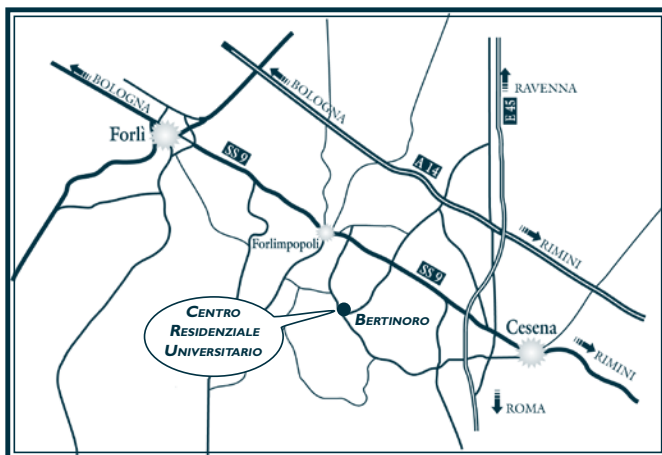 BOLOGNA
BOLOGNA
RAVENNA
E 45
Forlì
SS 9
A 14
Forlimpopoli
RIMINI
SS 9
CENTRO
RESIDENZIALE
UNIVERSITARIO
BERTINORO
Cesena
RIMINI
ROMA